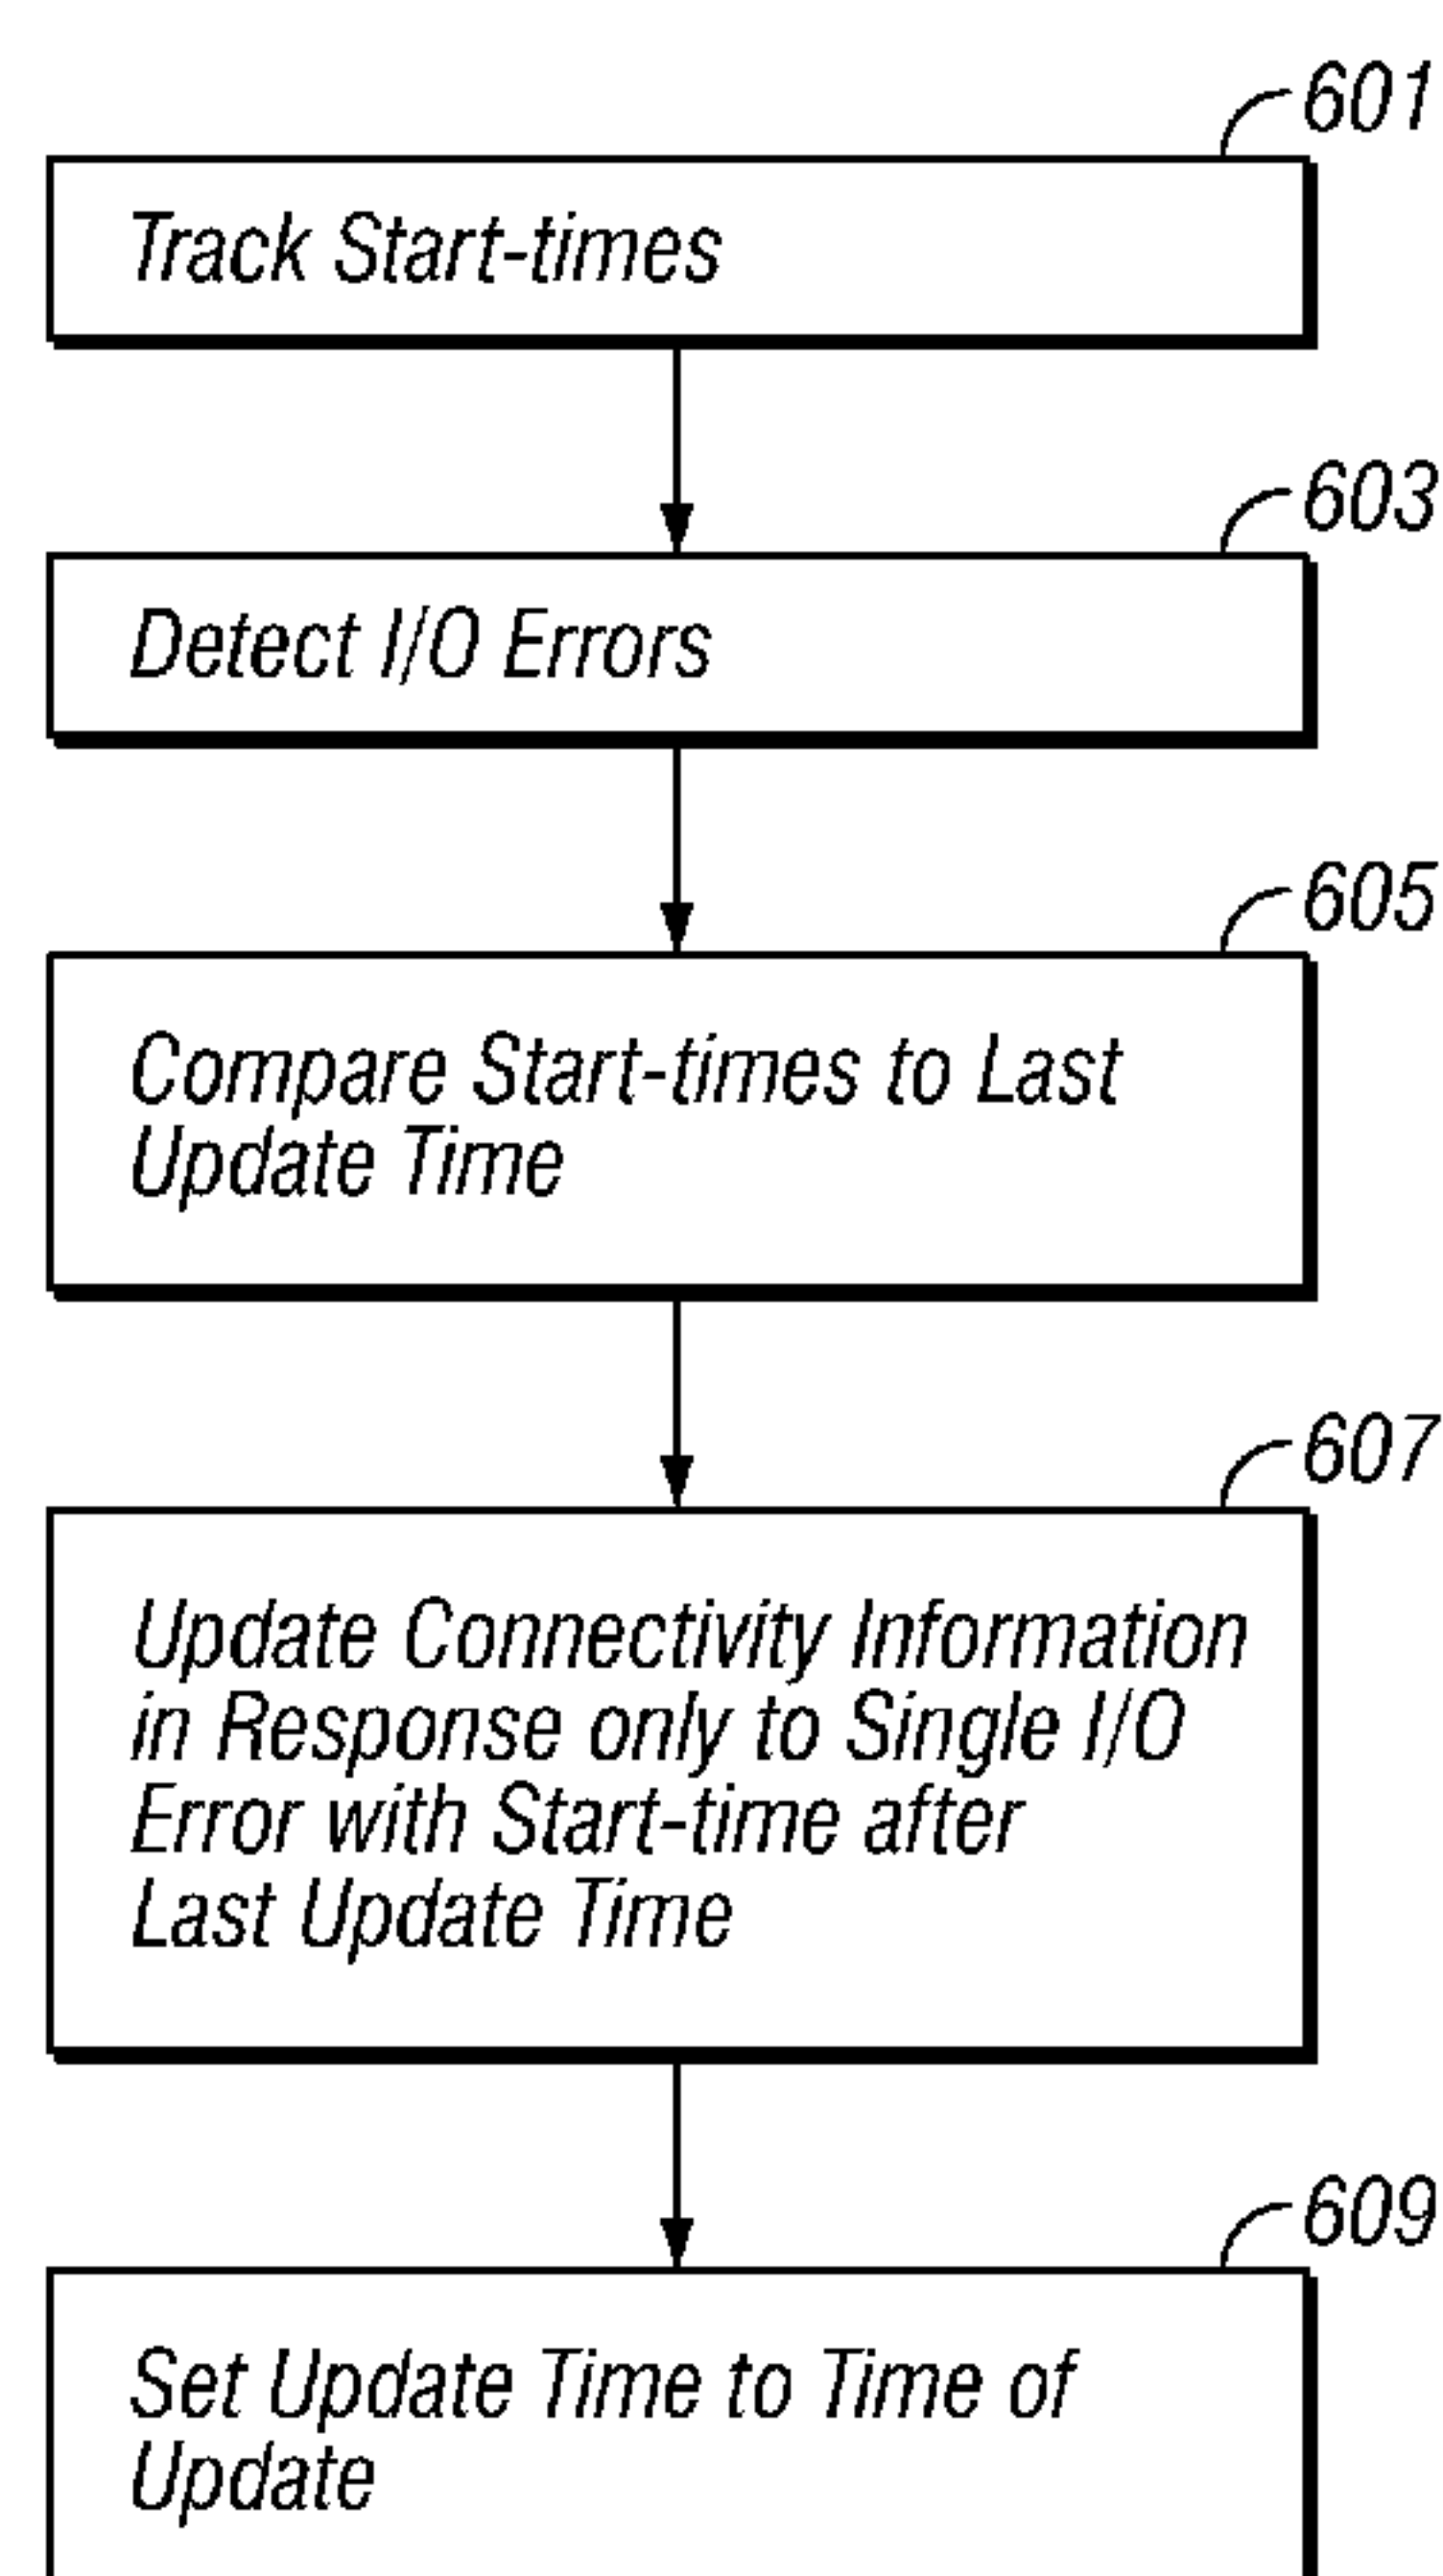 601
Track Start-times
603
Detect I/O Errors
605
Compare Start-times to Last
Update Time
607
Update Connectivity Information
in Response only to Single I/O
Error with Start-time after
Last Update Time
609
Set Update Time to Time of
Update